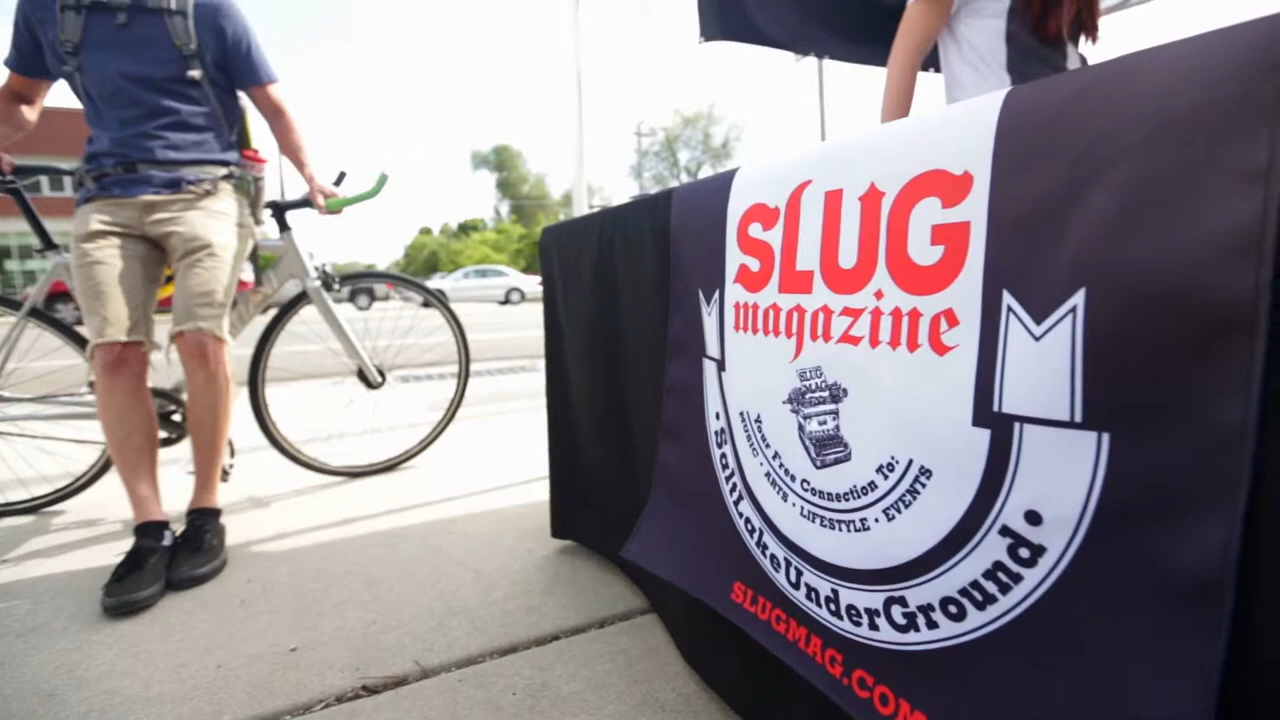 SLUG
magazine
SLUG
MAG
Your Free Connection To:
MUSIC · ARTS · LIFESTYLE · EVENTS
• SaltLakeUnderGround •
SLUGMAG.COM